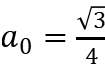 a₀ = √3/4